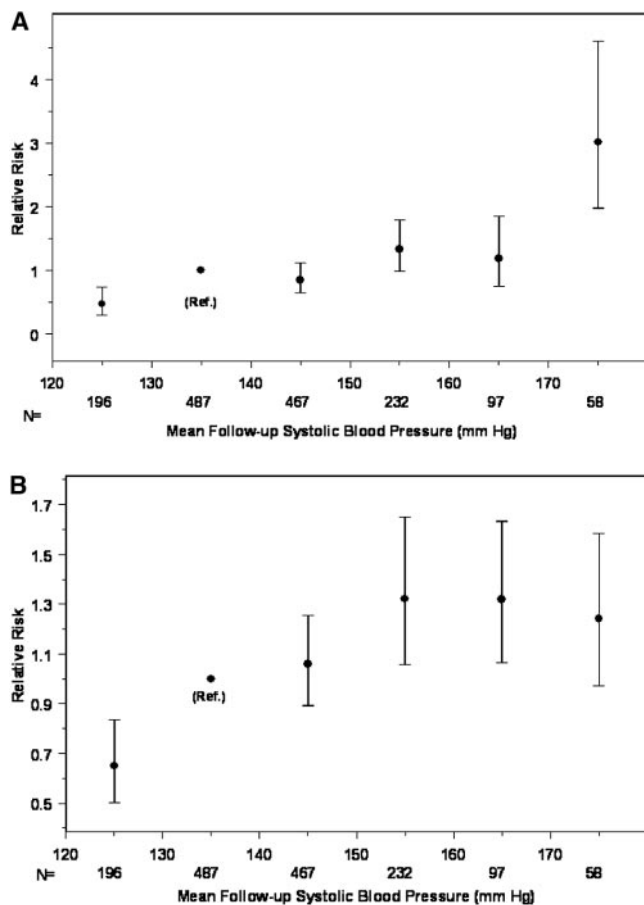 A
4
3
2
1
0
Relative Risk
(Ref.)
120 130 140 150 160 170
N= 196 487 467 232 97 58
Mean Follow-up Systolic Blood Pressure (mm Hg)
B
1.7
1.5
1.3
1.1
0.9
0.7
0.5
Relative Risk
(Ref.)
120 130 140 150 160 170
N= 196 487 467 232 97 58
Mean Follow-up Systolic Blood Pressure (mm Hg)